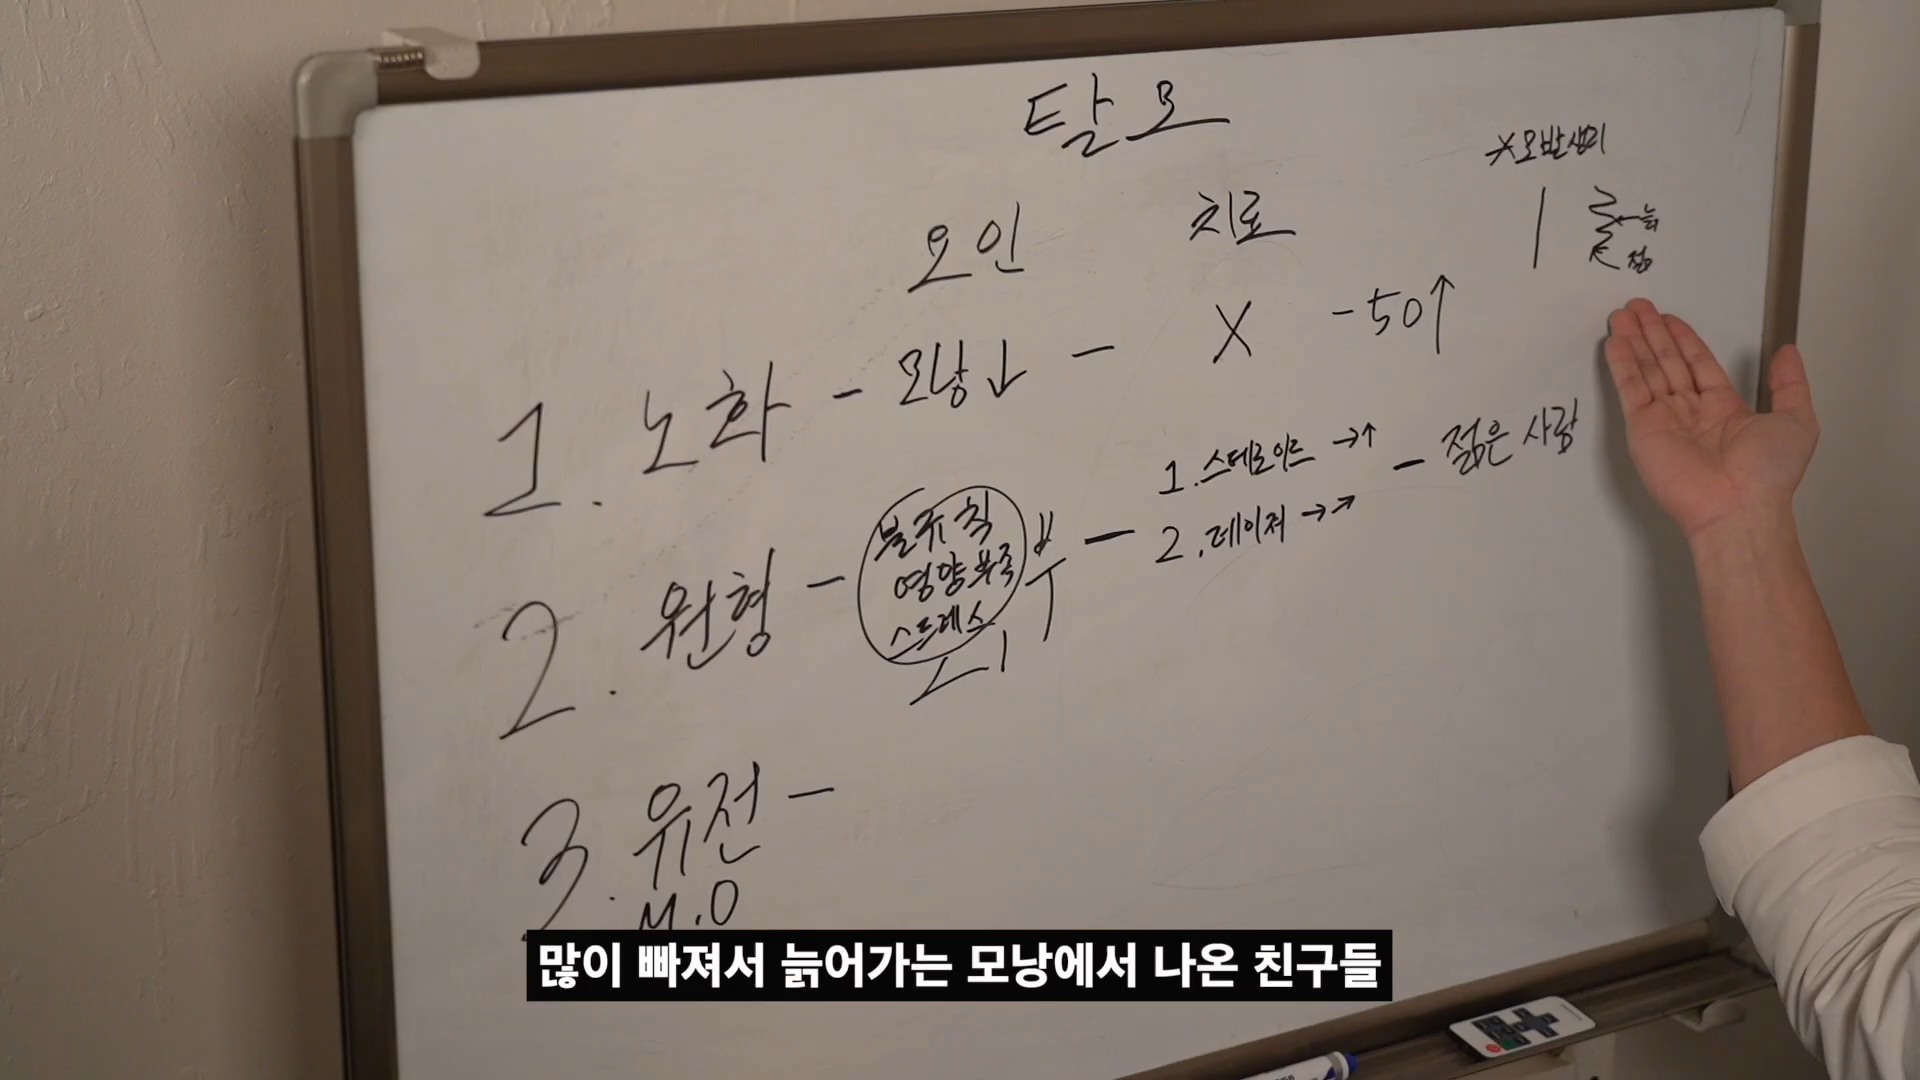 탈모
요인 치료
1. 노화 - 모낭↓ - X - 50↑
2. 원형 - 불규칙
영양부족
스트레스
두피 - 1. 스테로이드 →↑ - 젊은 사람
2. 레이저 →↗
3. 유전 -
M.O
많이 빠져서 늙어가는 모낭에서 나온 친구들